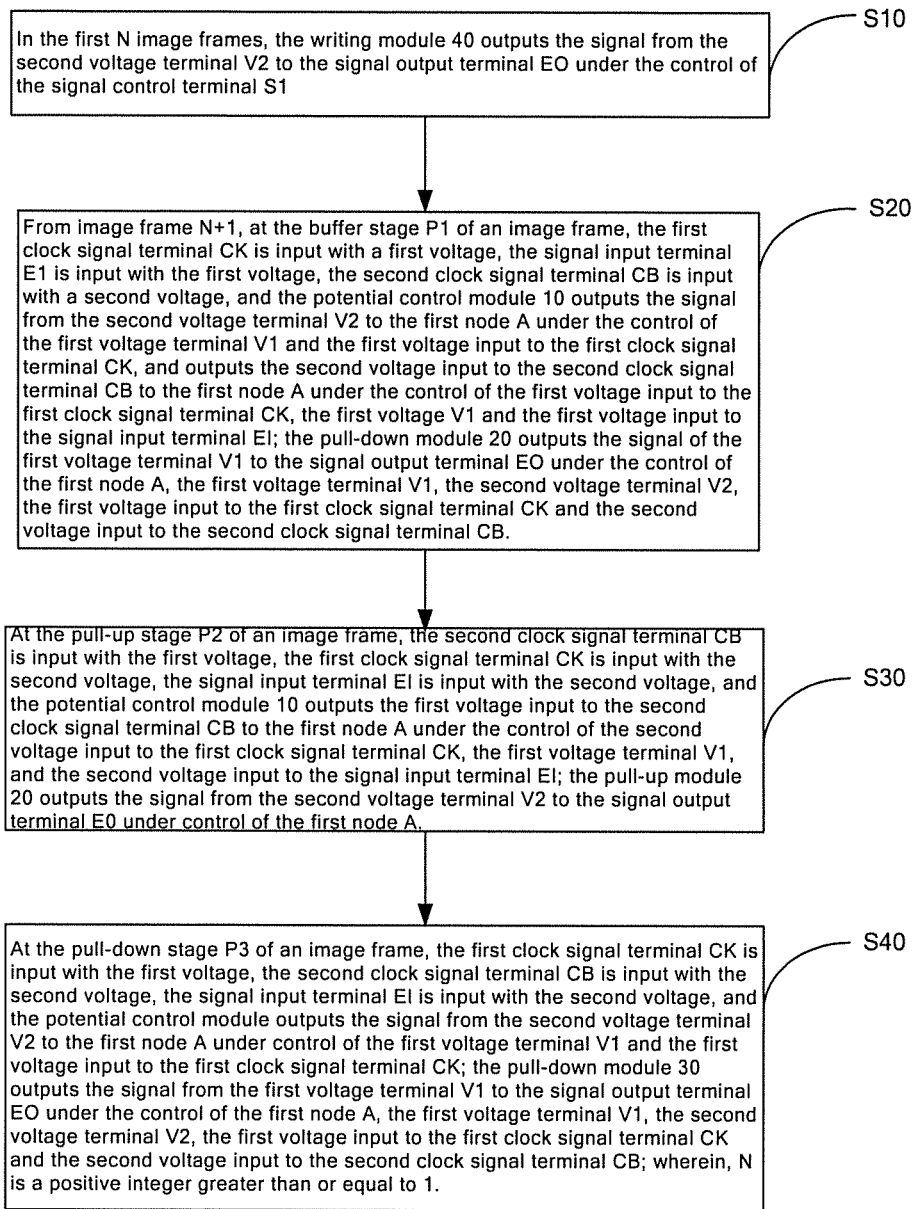 S10
In the first N image frames, the writing module 40 outputs the signal from the
second voltage terminal V2 to the signal output terminal EO under the control of
the signal control terminal S1
S20
From image frame N+1, at the buffer stage P1 of an image frame, the first
clock signal terminal CK is input with a first voltage, the signal input terminal
E1 is input with the first voltage, the second clock signal terminal CB is input
with a second voltage, and the potential control module 10 outputs the signal
from the second voltage terminal V2 to the first node A under the control of
the first voltage terminal V1 and the first voltage input to the first clock signal
terminal CK, and outputs the second voltage input to the second clock signal
terminal CB to the first node A under the control of the first voltage input to the
first clock signal terminal CK, the first voltage V1 and the first voltage input to
the signal input terminal EI; the pull-down module 20 outputs the signal of the
first voltage terminal V1 to the signal output terminal EO under the control of
the first node A, the first voltage terminal V1, the second voltage terminal V2,
the first voltage input to the first clock signal terminal CK and the second
voltage input to the second clock signal terminal CB.
S30
At the pull-up stage P2 of an image frame, the second clock signal terminal CB
is input with the first voltage, the first clock signal terminal CK is input with the
second voltage, the signal input terminal EI is input with the second voltage, and
the potential control module 10 outputs the first voltage input to the second
clock signal terminal CB to the first node A under the control of the second
voltage input to the first clock signal terminal CK, the first voltage terminal V1,
and the second voltage input to the signal input terminal EI; the pull-up module
20 outputs the signal from the second voltage terminal V2 to the signal output
terminal E0 under control of the first node A.
S40
At the pull-down stage P3 of an image frame, the first clock signal terminal CK is
input with the first voltage, the second clock signal terminal CB is input with the
second voltage, the signal input terminal EI is input with the second voltage, and
the potential control module outputs the signal from the second voltage terminal
V2 to the first node A under control of the first voltage terminal V1 and the first
voltage input to the first clock signal terminal CK; the pull-down module 30
outputs the signal from the first voltage terminal V1 to the signal output terminal
EO under the control of the first node A, the first voltage terminal V1, the second
voltage terminal V2, the first voltage input to the first clock signal terminal CK
and the second voltage input to the second clock signal terminal CB; wherein, N
is a positive integer greater than or equal to 1.